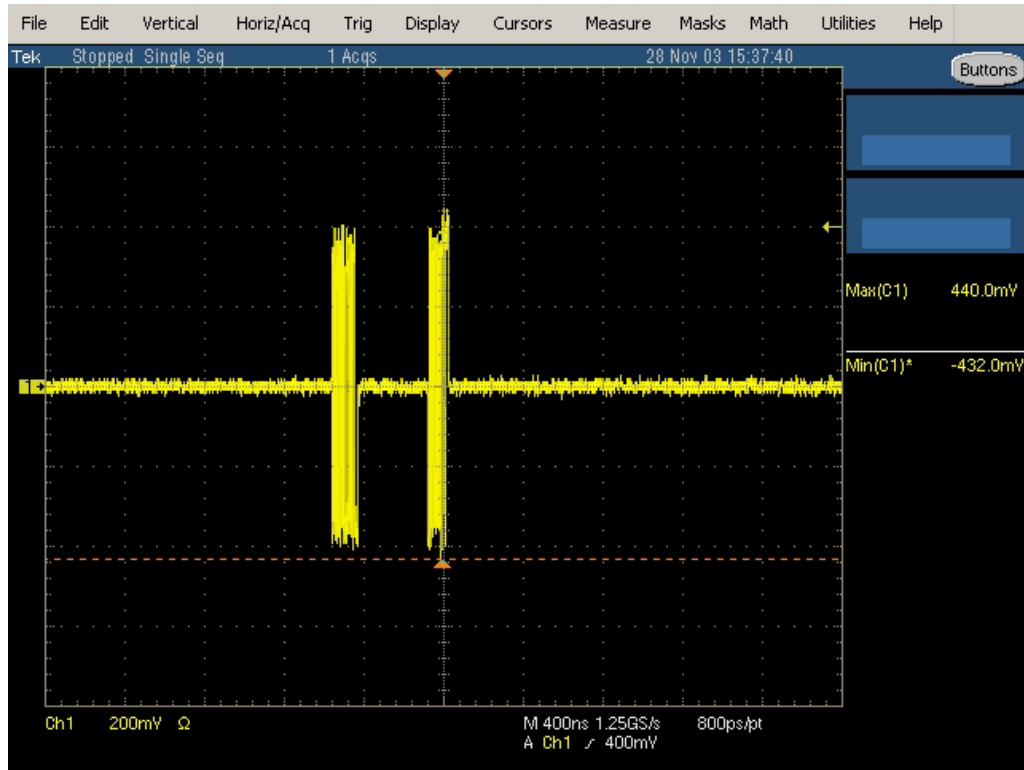 File Edit Vertical Horiz/Acq Trig Display Cursors Measure Masks Math Utilities Help
Tek Stopped Single Seq 1 Acqs 28 Nov 03 15:37:40
Buttons
Max(C1) 440.0mV
1
Min(C1)* -432.0mV
Ch1 200mV Ω M 400ns 1.25GS/s 800ps/pt
A Ch1 ⁄ 400mV